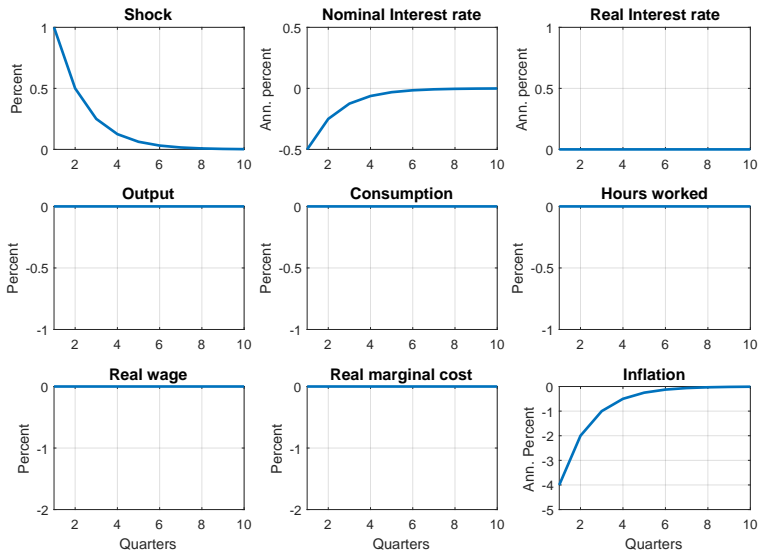 Shock
Percent
1
0.5
0
2 4 6 8 10
Nominal Interest rate
Ann. percent
0.5
0
-0.5
2 4 6 8 10
Real Interest rate
Ann. percent
1
0.5
0
2 4 6 8 10
Output
Percent
0
-0.5
-1
2 4 6 8 10
Consumption
Percent
0
-0.5
-1
2 4 6 8 10
Hours worked
Percent
0
-0.5
-1
2 4 6 8 10
Real wage
Percent
0
-1
-2
2 4 6 8 10
Quarters
Real marginal cost
Percent
0
-1
-2
2 4 6 8 10
Quarters
Inflation
Ann. Percent
0
-1
-2
-3
-4
-5
2 4 6 8 10
Quarters